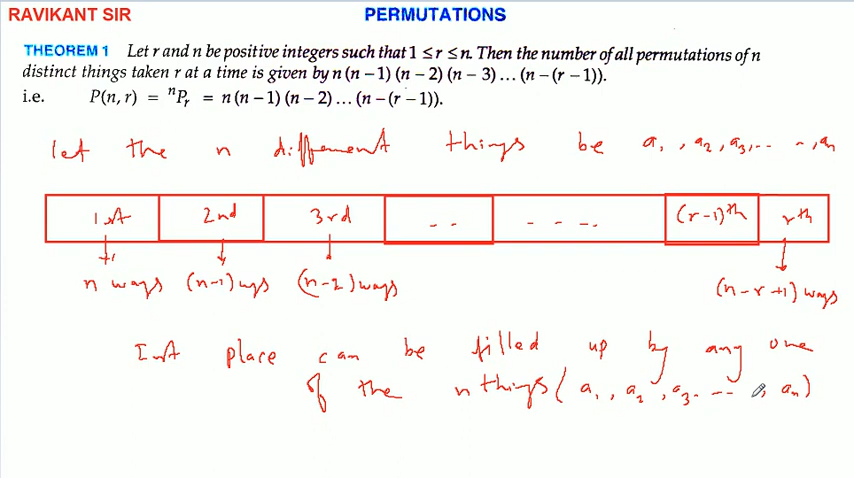 RAVIKANT SIR PERMUTATIONS
THEOREM 1 Let r and n be positive integers such that 1 ≤ r ≤ n. Then the number of all permutations of n
distinct things taken r at a time is given by n (n − 1) (n − 2) (n − 3) … (n − (r − 1)).
i.e. P(n, r) = ⁿPᵣ = n (n − 1) (n − 2) … (n − (r − 1)).
let the n different things be a₁, a₂, a₃, .. .., aₙ
1st 2nd 3rd .. .... (r-1)th rth
n ways (n-1) wys (n-2) ways (n-r+1) ways
Ist place can be filled up by any one
of the n things (a₁, a₂, a₃. ... , aₙ)